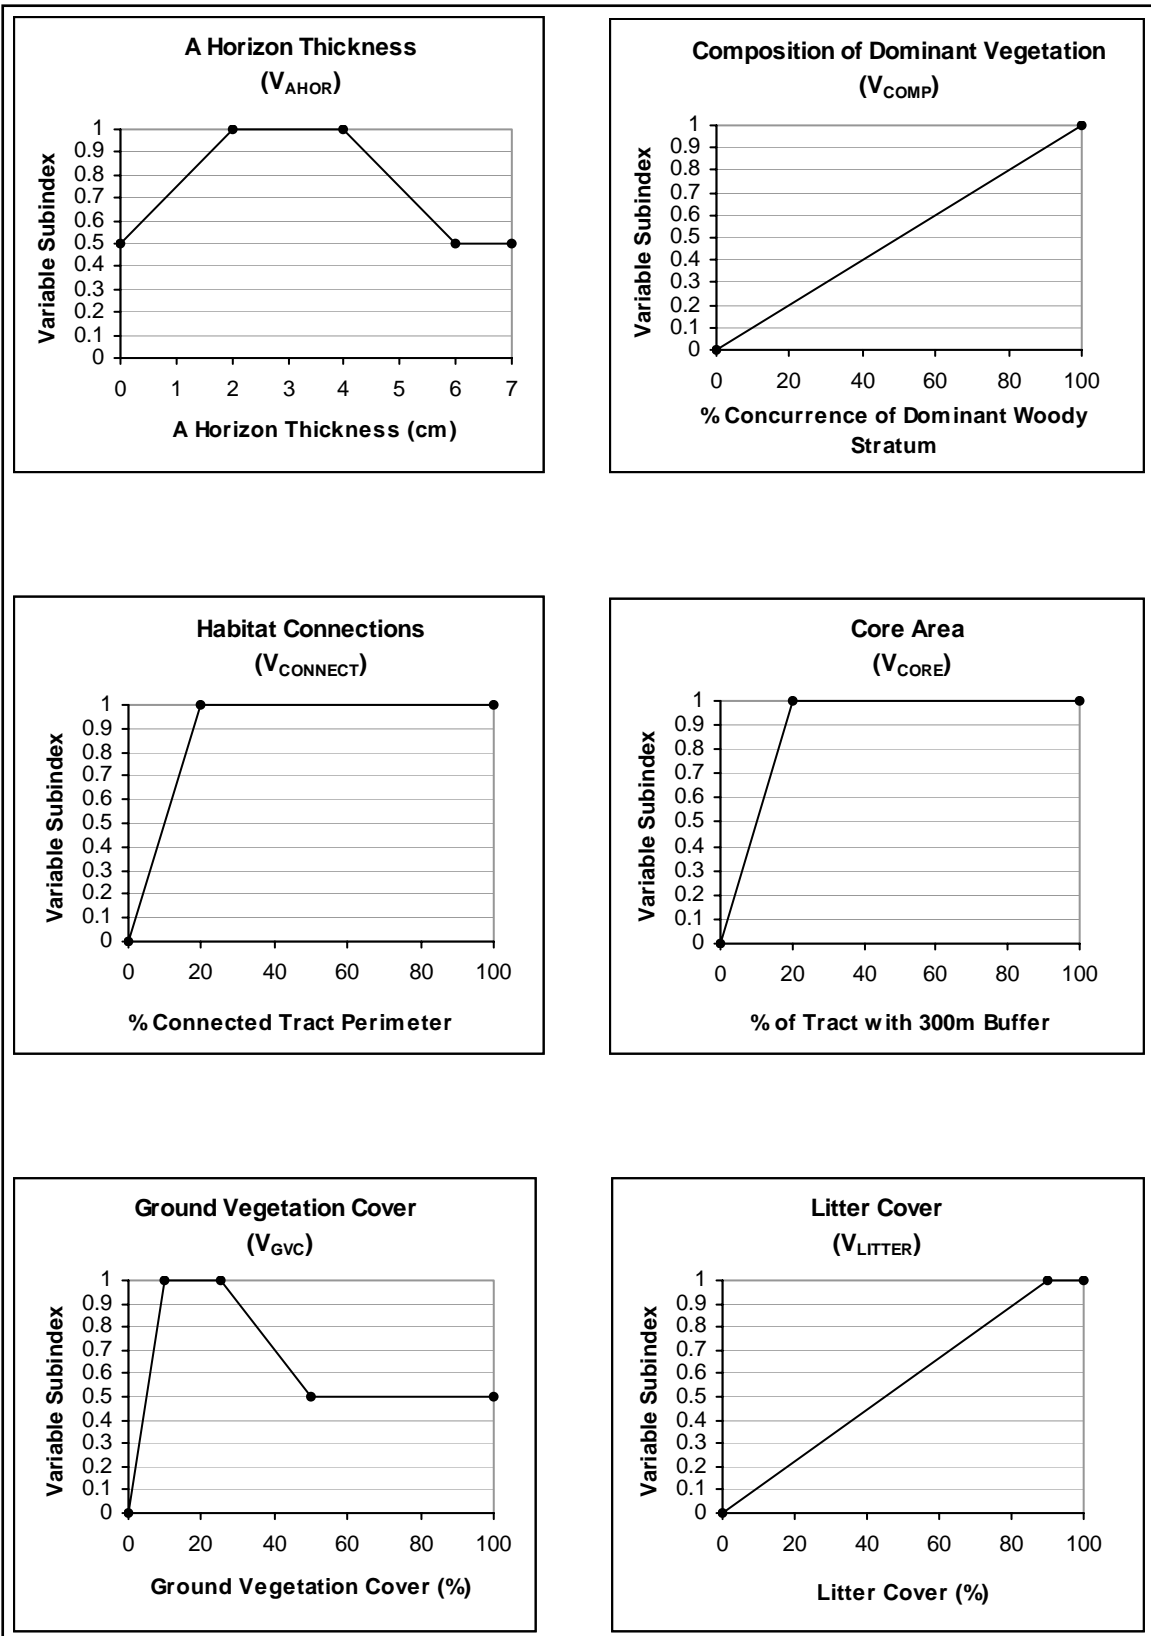 A Horizon Thickness
(VAHOR)
Variable Subindex
1
0.9
0.8
0.7
0.6
0.5
0.4
0.3
0.2
0.1
0
0 1 2 3 4 5 6 7
A Horizon Thickness (cm)
Composition of Dominant Vegetation
(VCOMP)
Variable Subindex
1
0.9
0.8
0.7
0.6
0.5
0.4
0.3
0.2
0.1
0
0 20 40 60 80 100
% Concurrence of Dominant Woody
Stratum
Habitat Connections
(VCONNECT)
Variable Subindex
1
0.9
0.8
0.7
0.6
0.5
0.4
0.3
0.2
0.1
0
0 20 40 60 80 100
% Connected Tract Perimeter
Core Area
(VCORE)
Variable Subindex
1
0.9
0.8
0.7
0.6
0.5
0.4
0.3
0.2
0.1
0
0 20 40 60 80 100
% of Tract with 300m Buffer
Ground Vegetation Cover
(VGVC)
Variable Subindex
1
0.9
0.8
0.7
0.6
0.5
0.4
0.3
0.2
0.1
0
0 20 40 60 80 100
Ground Vegetation Cover (%)
Litter Cover
(VLITTER)
Variable Subindex
1
0.9
0.8
0.7
0.6
0.5
0.4
0.3
0.2
0.1
0
0 20 40 60 80 100
Litter Cover (%)